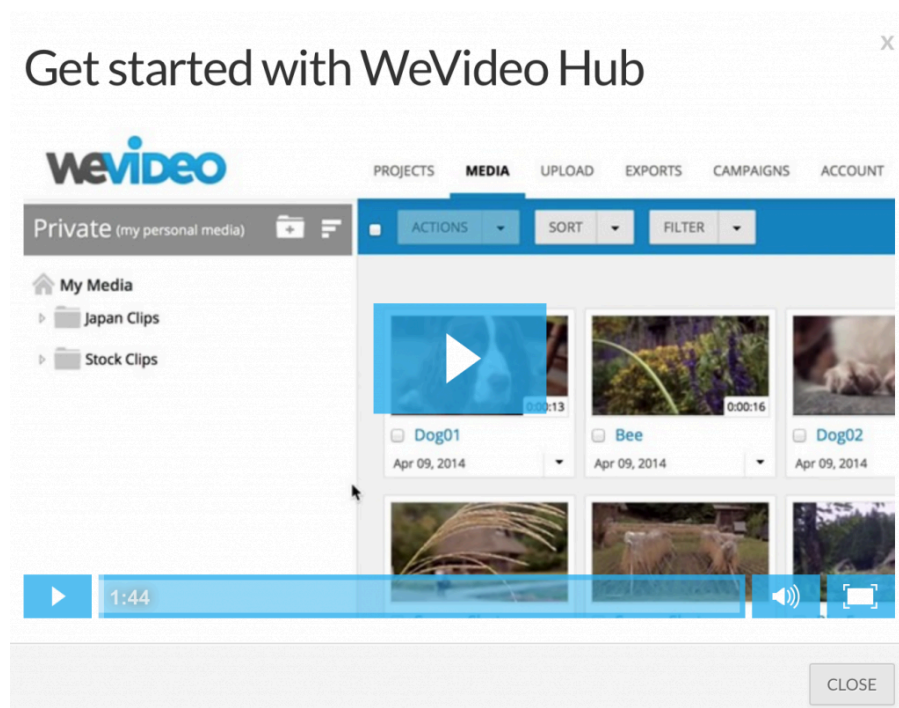 Get started with WeVideo Hub
x
wevideo
PROJECTS MEDIA UPLOAD EXPORTS CAMPAIGNS ACCOUNT
Private (my personal media)
ACTIONS SORT FILTER
My Media
Japan Clips
Stock Clips
0:00:13 0:00:16
Dog01 Bee Dog02
Apr 09, 2014 Apr 09, 2014 Apr 09, 2014
1:44
CLOSE